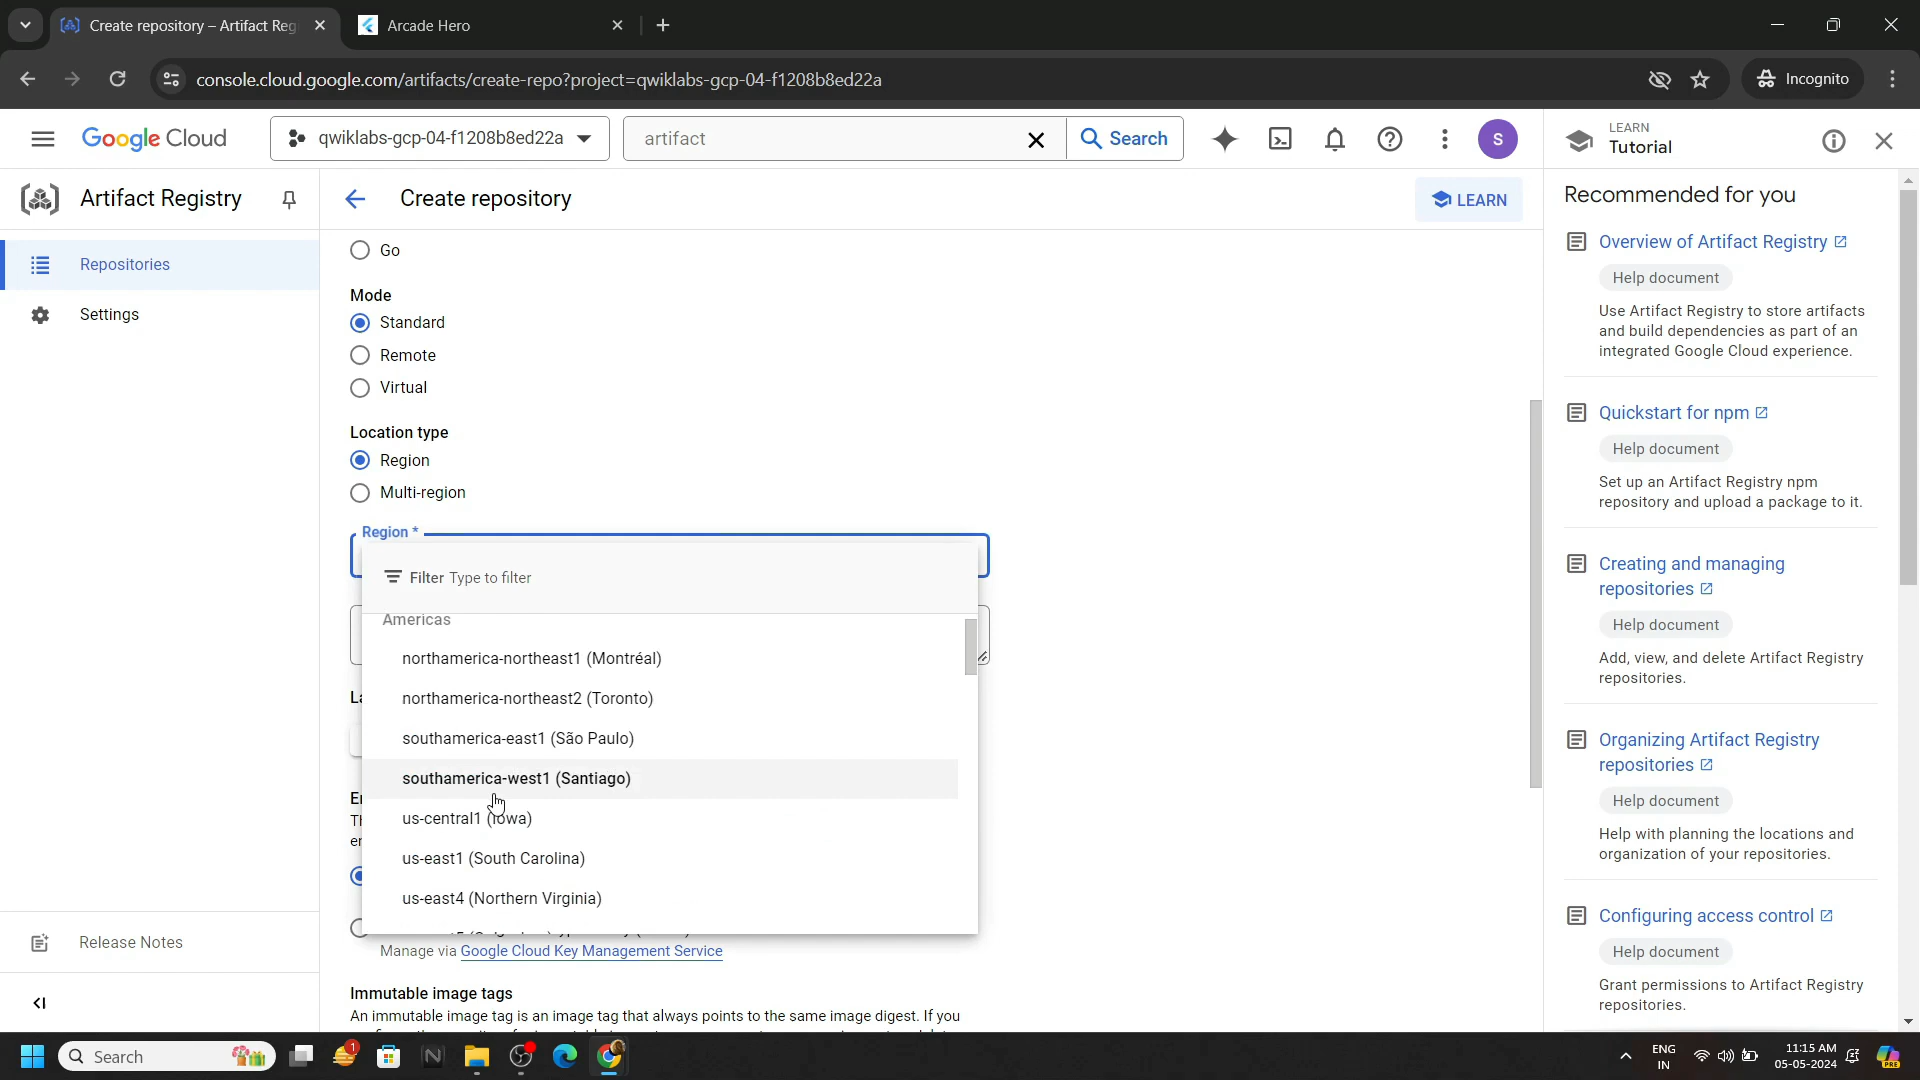 Create repository – Artifact Reg
Arcade Hero
console.cloud.google.com/artifacts/create-repo?project=qwiklabs-gcp-04-f1208b8ed22a
Incognito
Google Cloud
qwiklabs-gcp-04-f1208b8ed22a
artifact
Search
S
LEARN
Tutorial
Artifact Registry
Create repository
LEARN
Recommended for you
Repositories
Settings
Release Notes
Go
Mode
Standard
Remote
Virtual
Location type
Region
Multi-region
Region *
Filter Type to filter
Americas
northamerica-northeast1 (Montréal)
northamerica-northeast2 (Toronto)
southamerica-east1 (São Paulo)
southamerica-west1 (Santiago)
us-central1 (Iowa)
us-east1 (South Carolina)
us-east4 (Northern Virginia)
Manage via Google Cloud Key Management Service
Immutable image tags
An immutable image tag is an image tag that always points to the same image digest. If you
Overview of Artifact Registry
Help document
Use Artifact Registry to store artifacts
and build dependencies as part of an
integrated Google Cloud experience.
Quickstart for npm
Help document
Set up an Artifact Registry npm
repository and upload a package to it.
Creating and managing
repositories
Help document
Add, view, and delete Artifact Registry
repositories.
Organizing Artifact Registry
repositories
Help document
Help with planning the locations and
organization of your repositories.
Configuring access control
Help document
Grant permissions to Artifact Registry
repositories.
Search
1
ENG
IN
11:15 AM
05-05-2024
PRE